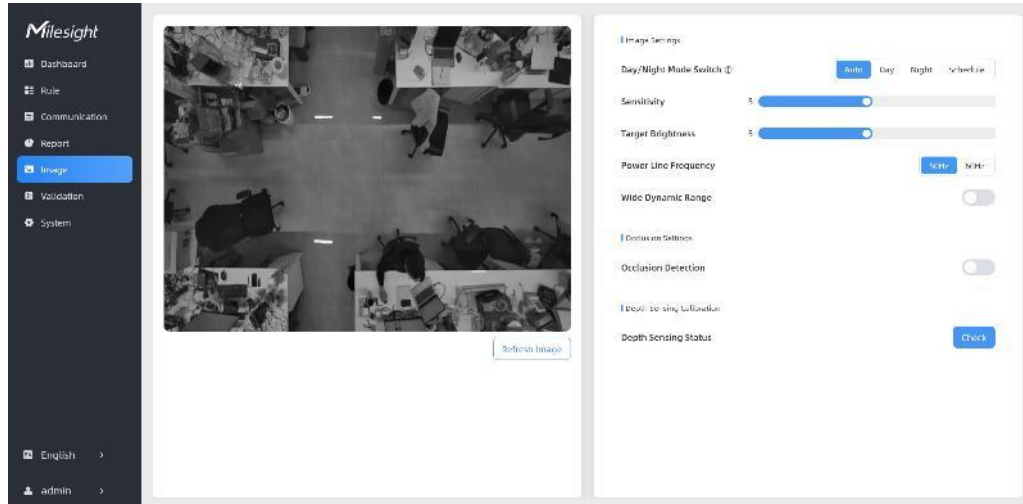 Milesight
Dashboard
Rule
Communication
Report
Image
Validation
System
English
admin
Refresh Image
Image Settings
Day/Night Mode Switch
Auto Day Night Schedule
Sensitivity 5
Target Brightness 5
Power Line Frequency
50Hz 60Hz
Wide Dynamic Range
Occlusion Settings
Occlusion Detection
Depth Sensing Calibration
Depth Sensing Status
Check